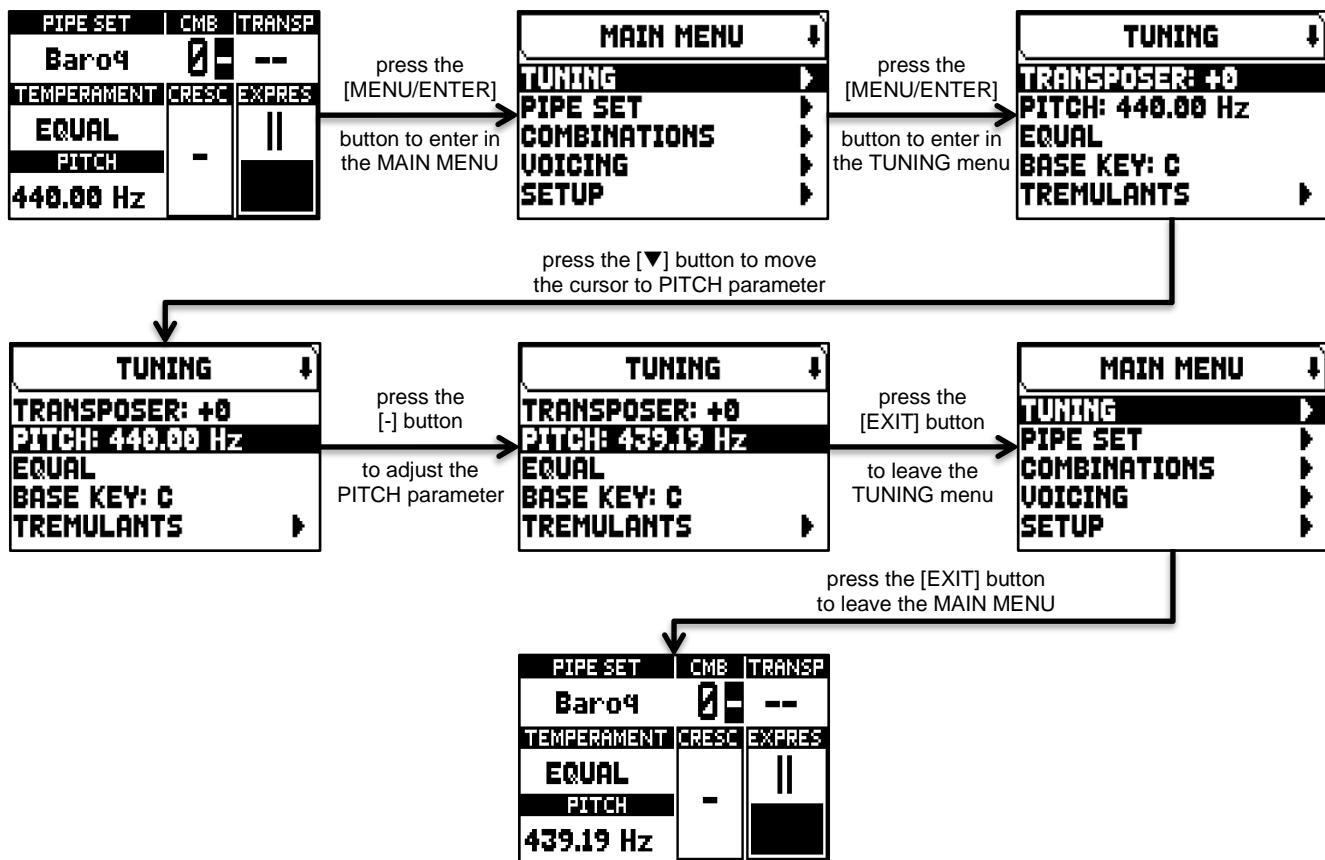 PIPE SET CMB TRANSP
Baroq 0- --
TEMPERAMENT CRESC EXPRES
EQUAL ||
PITCH -
440.00 Hz
press the
[MENU/ENTER]
button to enter in
the MAIN MENU
MAIN MENU
TUNING
PIPE SET
COMBINATIONS
VOICING
SETUP
press the
[MENU/ENTER]
button to enter in
the TUNING menu
TUNING
TRANSPOSER: +0
PITCH: 440.00 Hz
EQUAL
BASE KEY: C
TREMULANTS
press the [▼] button to move
the cursor to PITCH parameter
TUNING
TRANSPOSER: +0
PITCH: 440.00 Hz
EQUAL
BASE KEY: C
TREMULANTS
press the
[-] button
to adjust the
PITCH parameter
TUNING
TRANSPOSER: +0
PITCH: 439.19 Hz
EQUAL
BASE KEY: C
TREMULANTS
press the
[EXIT] button
to leave the
TUNING menu
MAIN MENU
TUNING
PIPE SET
COMBINATIONS
VOICING
SETUP
press the [EXIT] button
to leave the MAIN MENU
PIPE SET CMB TRANSP
Baroq 0- --
TEMPERAMENT CRESC EXPRES
EQUAL ||
PITCH -
439.19 Hz